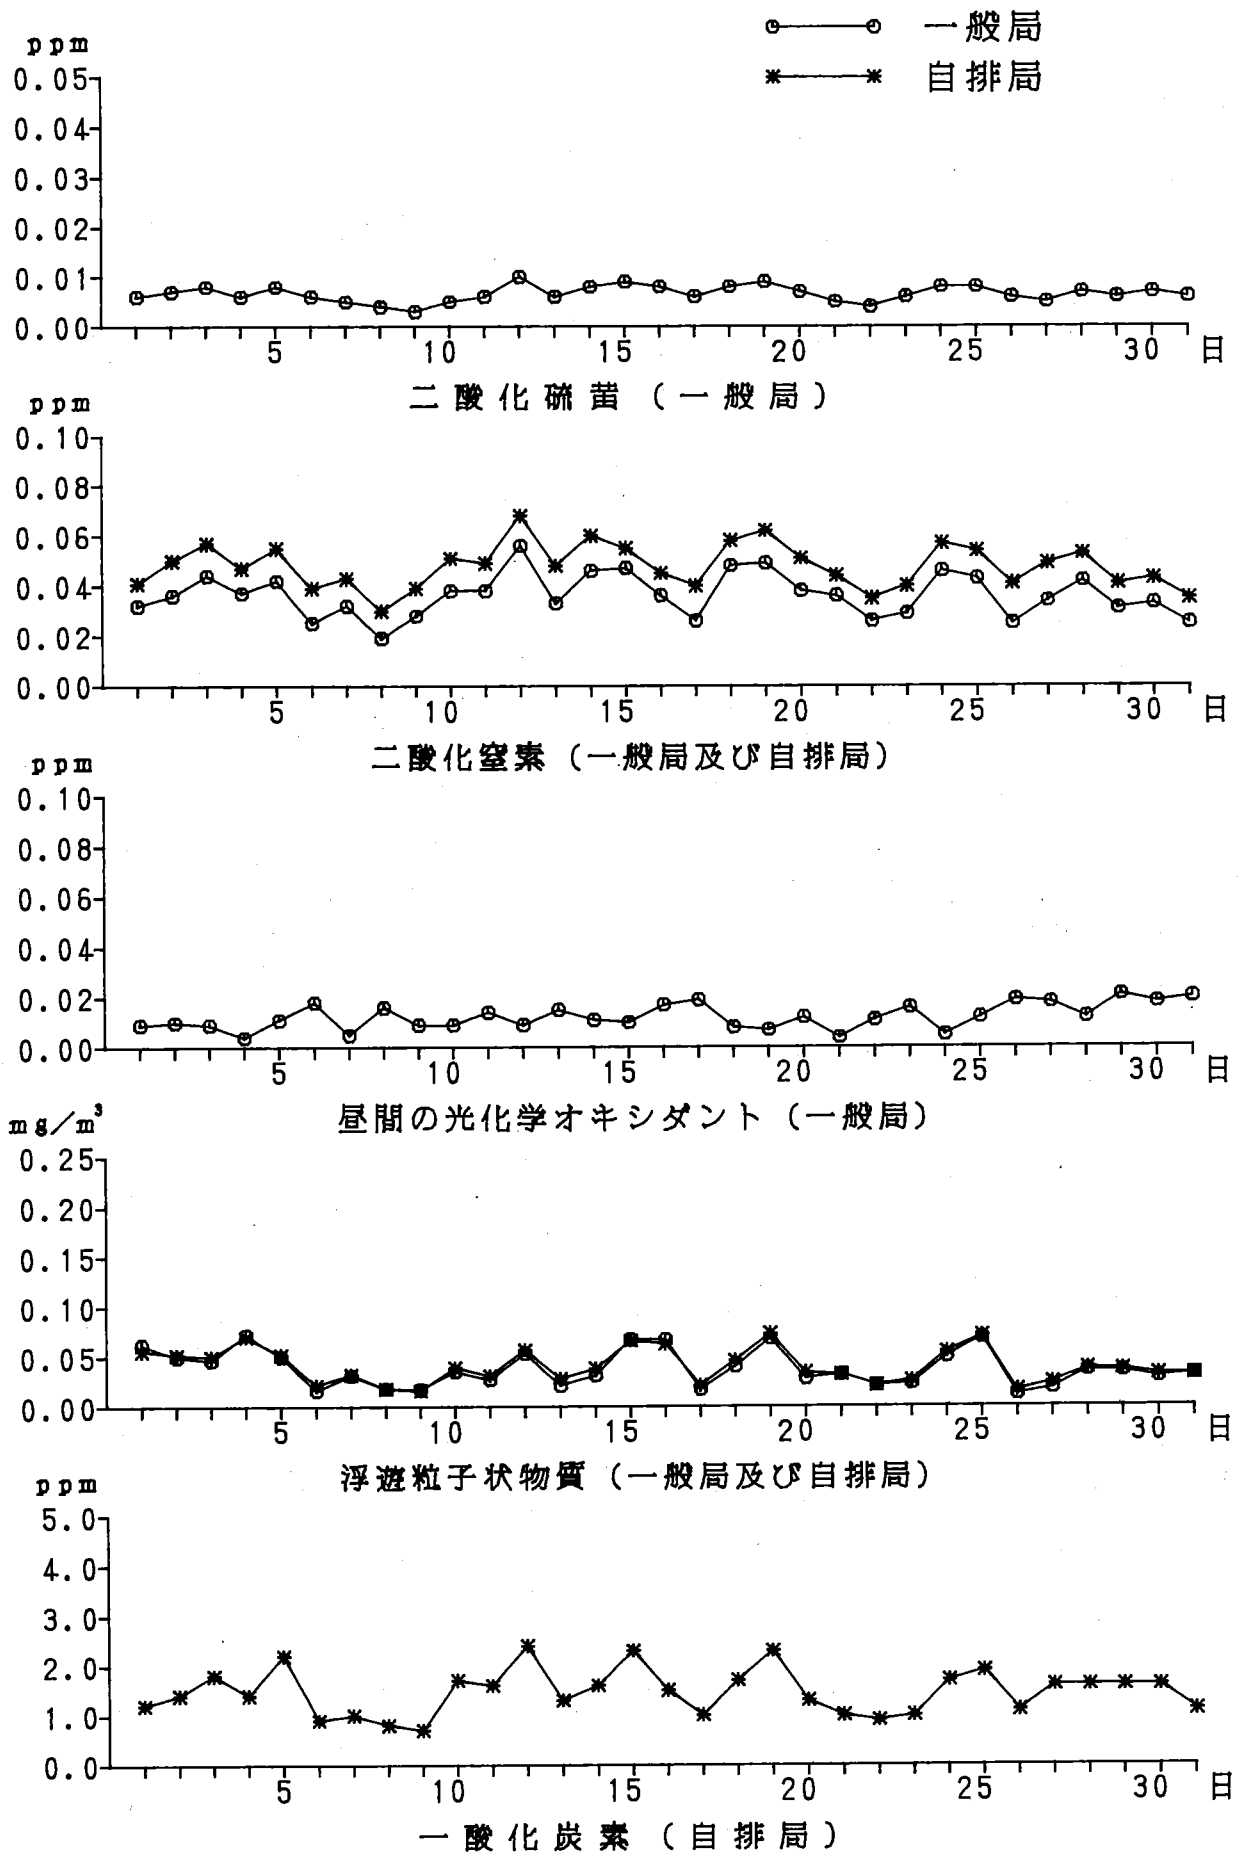 一般局
自排局
ppm
0.05
0.04
0.03
0.02
0.01
0.00
5 10 15 20 25 30 日
二酸化硫黄（一般局）
ppm
0.10
0.08
0.06
0.04
0.02
0.00
5 10 15 20 25 30 日
二酸化窒素（一般局及び自排局）
ppm
0.10
0.08
0.06
0.04
0.02
0.00
5 10 15 20 25 30 日
昼間の光化学オキシダント（一般局）
mg/m³
0.25
0.20
0.15
0.10
0.05
0.00
5 10 15 20 25 30 日
浮遊粒子状物質（一般局及び自排局）
ppm
5.0
4.0
3.0
2.0
1.0
0.0
5 10 15 20 25 30 日
一酸化炭素（自排局）